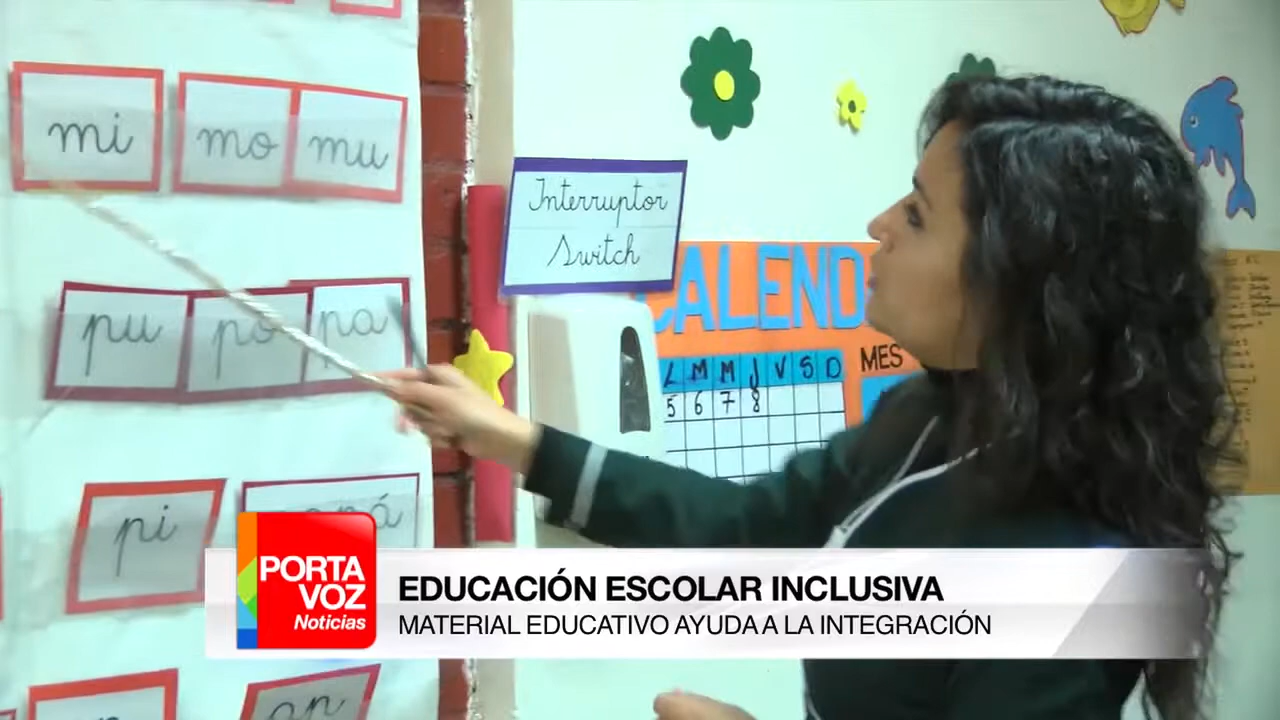 mi mo mu
Interruptor
Switch
CALEND
MES
L M M J V S D
5 6 7 8
pu po pa
pi
PORTA
VOZ
Noticias
EDUCACIÓN ESCOLAR INCLUSIVA
MATERIAL EDUCATIVO AYUDA A LA INTEGRACIÓN